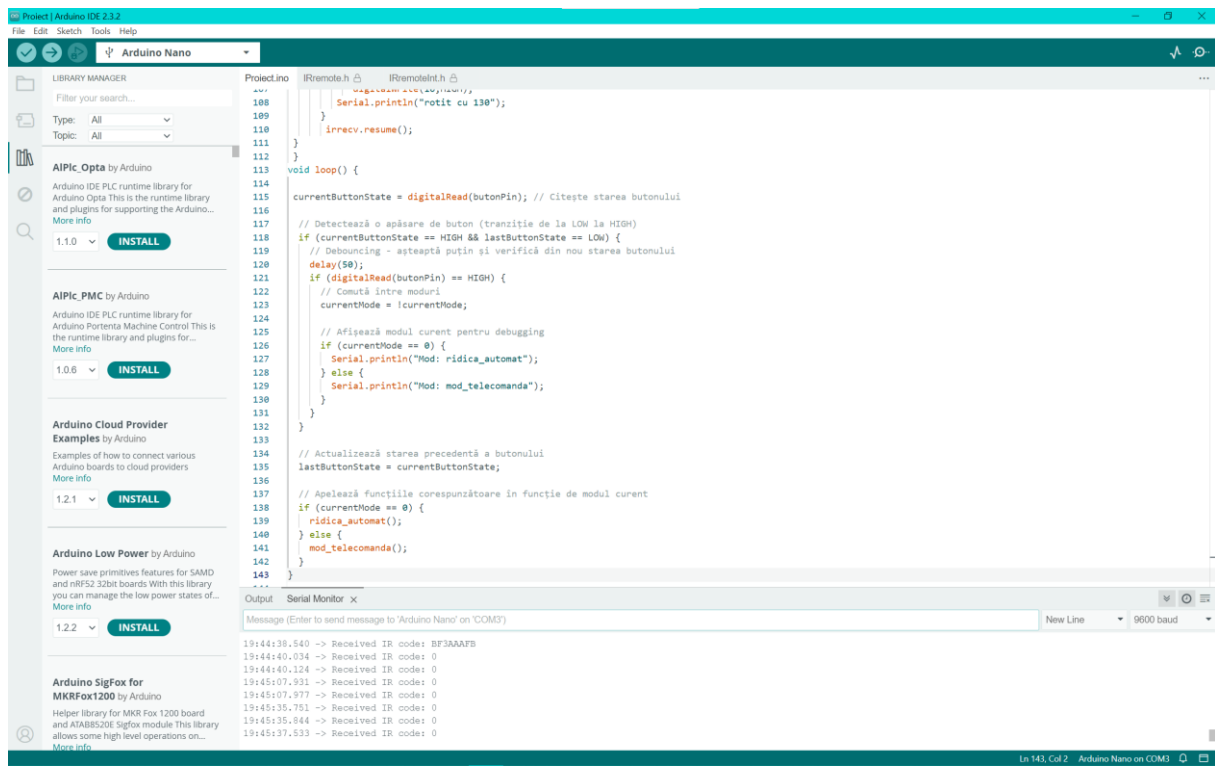 Proiect | Arduino IDE 2.3.2
File Edit Sketch Tools Help
Arduino Nano
LIBRARY MANAGER
Filter your search...
Type: All
Topic: All
AIPlc_Opta by Arduino
Arduino IDE PLC runtime library for
Arduino Opta This is the runtime library
and plugins for supporting the Arduino...
More info
1.1.0 INSTALL
AIPlc_PMC by Arduino
Arduino IDE PLC runtime library for
Arduino Portenta Machine Control This is
the runtime library and plugins for...
More info
1.0.6 INSTALL
Arduino Cloud Provider
Examples by Arduino
Examples of how to connect various
Arduino boards to cloud providers
More info
1.2.1 INSTALL
Arduino Low Power by Arduino
Power save primitives features for SAMD
and nRF52 32bit boards With this library
you can manage the low power states of...
More info
1.2.2 INSTALL
Arduino SigFox for
MKRFox1200 by Arduino
Helper library for MKR Fox 1200 board
and ATAB8520E Sigfox module This library
allows some high level operations on...
More info
Proiect.ino IRremote.h IRremoteInt.h
108 Serial.println("rotit cu 130");
109 }
110 irrecv.resume();
111 }
112 }
113 void loop() {
114
115 currentButtonState = digitalRead(butonPin); // Citește starea butonului
116
117 // Detectează o apăsare de buton (tranziție de la LOW la HIGH)
118 if (currentButtonState == HIGH && lastButtonState == LOW) {
119 // Debouncing - așteaptă puțin și verifică din nou starea butonului
120 delay(50);
121 if (digitalRead(butonPin) == HIGH) {
122 // Comută între moduri
123 currentMode = !currentMode;
124
125 // Afișează modul curent pentru debugging
126 if (currentMode == 0) {
127 Serial.println("Mod: ridica_automat");
128 } else {
129 Serial.println("Mod: mod_telecomanda");
130 }
131 }
132 }
133
134 // Actualizează starea precedentă a butonului
135 lastButtonState = currentButtonState;
136
137 // Apelează funcțiile corespunzătoare în funcție de modul curent
138 if (currentMode == 0) {
139 ridica_automat();
140 } else {
141 mod_telecomanda();
142 }
143 }
Output Serial Monitor
Message (Enter to send message to 'Arduino Nano' on 'COM3')
New Line 9600 baud
19:44:38.540 -> Received IR code: BF3AAAFB
19:44:40.034 -> Received IR code: 0
19:44:40.124 -> Received IR code: 0
19:45:07.931 -> Received IR code: 0
19:45:07.977 -> Received IR code: 0
19:45:35.751 -> Received IR code: 0
19:45:35.844 -> Received IR code: 0
19:45:37.533 -> Received IR code: 0
Ln 143, Col 2 Arduino Nano on COM3